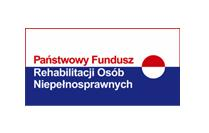 Państwowy Fundusz
Rehabilitacji Osób
Niepełnosprawnych